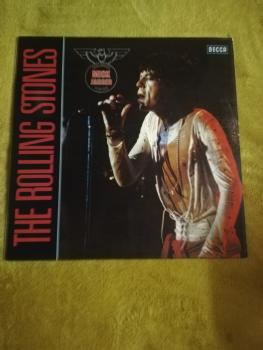 THE ROLLING STONES
DECCA